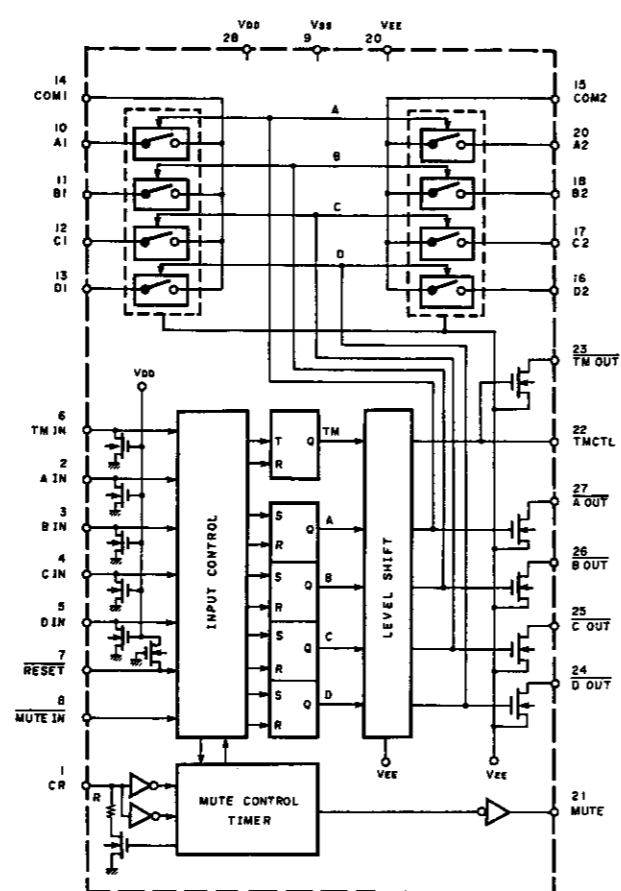 VDD VSS VEE
28 9 20
14
COM1
15
COM2
A
10
A1
20
A2
B
11
B1
18
B2
C
12
C1
17
C2
D
13
D1
16
D2
23
TM OUT
VDD
6
TM IN
22
TMCTL
2
A IN
27
A OUT
3
B IN
26
B OUT
4
C IN
25
C OUT
5
D IN
24
D OUT
7
RESET
8
MUTE IN
INPUT CONTROL
T Q TM
R
S A
R Q
S B
R Q
S C
R Q
S D
R Q
LEVEL SHIFT
VEE
VEE
1
CR
R
MUTE CONTROL
TIMER
21
MUTE